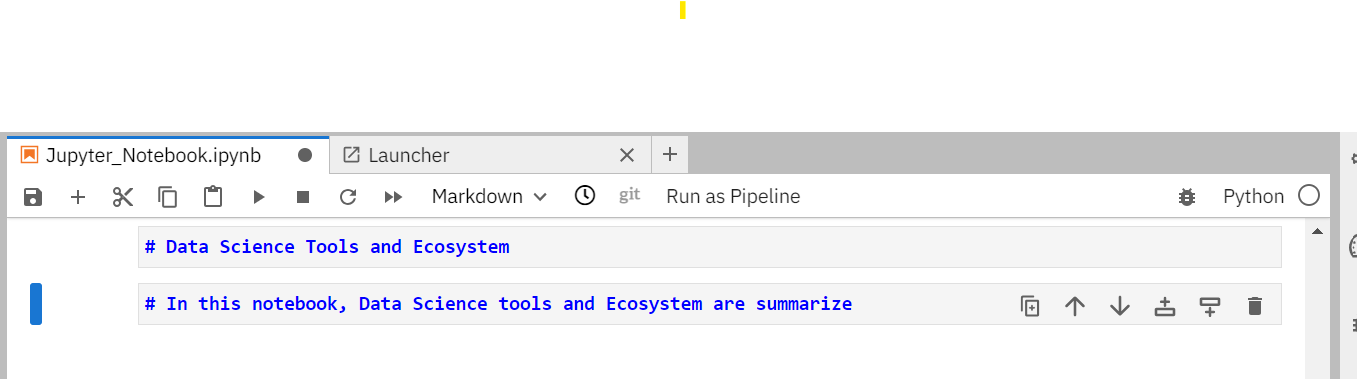 Jupyter_Notebook.ipynb Launcher
Markdown git Run as Pipeline Python
# Data Science Tools and Ecosystem
# In this notebook, Data Science tools and Ecosystem are summarize